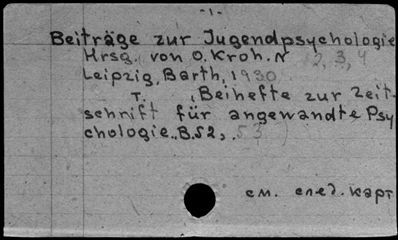 -1-
Beiträge zur Jugendpsychologie
Hrsg. von O. Kroh. N 2, 3, 4
Leipzig, Barth, 1930
T. , Beihefte zur Zeit-
schrift für angewandte Psy
chologie., B. 52, 53 )
см. след. карт